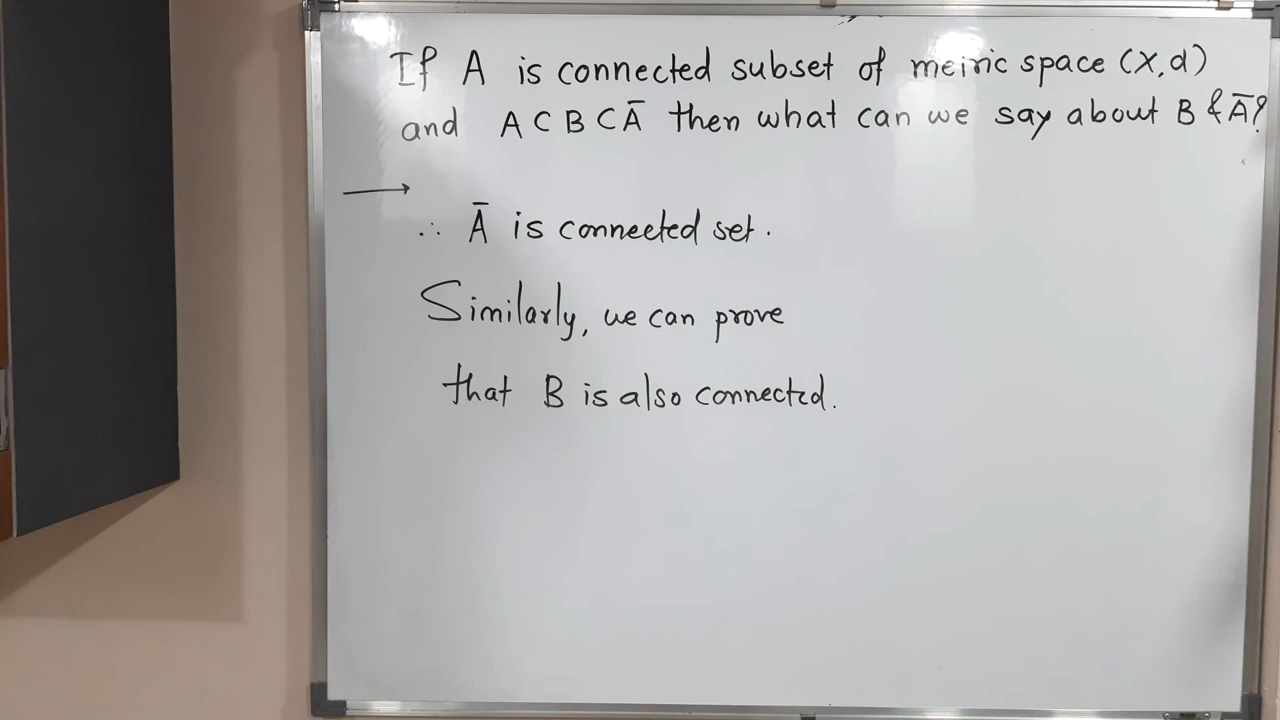 If A is connected subset of metric space (X,d)
and A ⊂ B ⊂ Ā then what can we say about B & Ā?
→
∴ Ā is connected set.
Similarly, we can prove
that B is also connected.